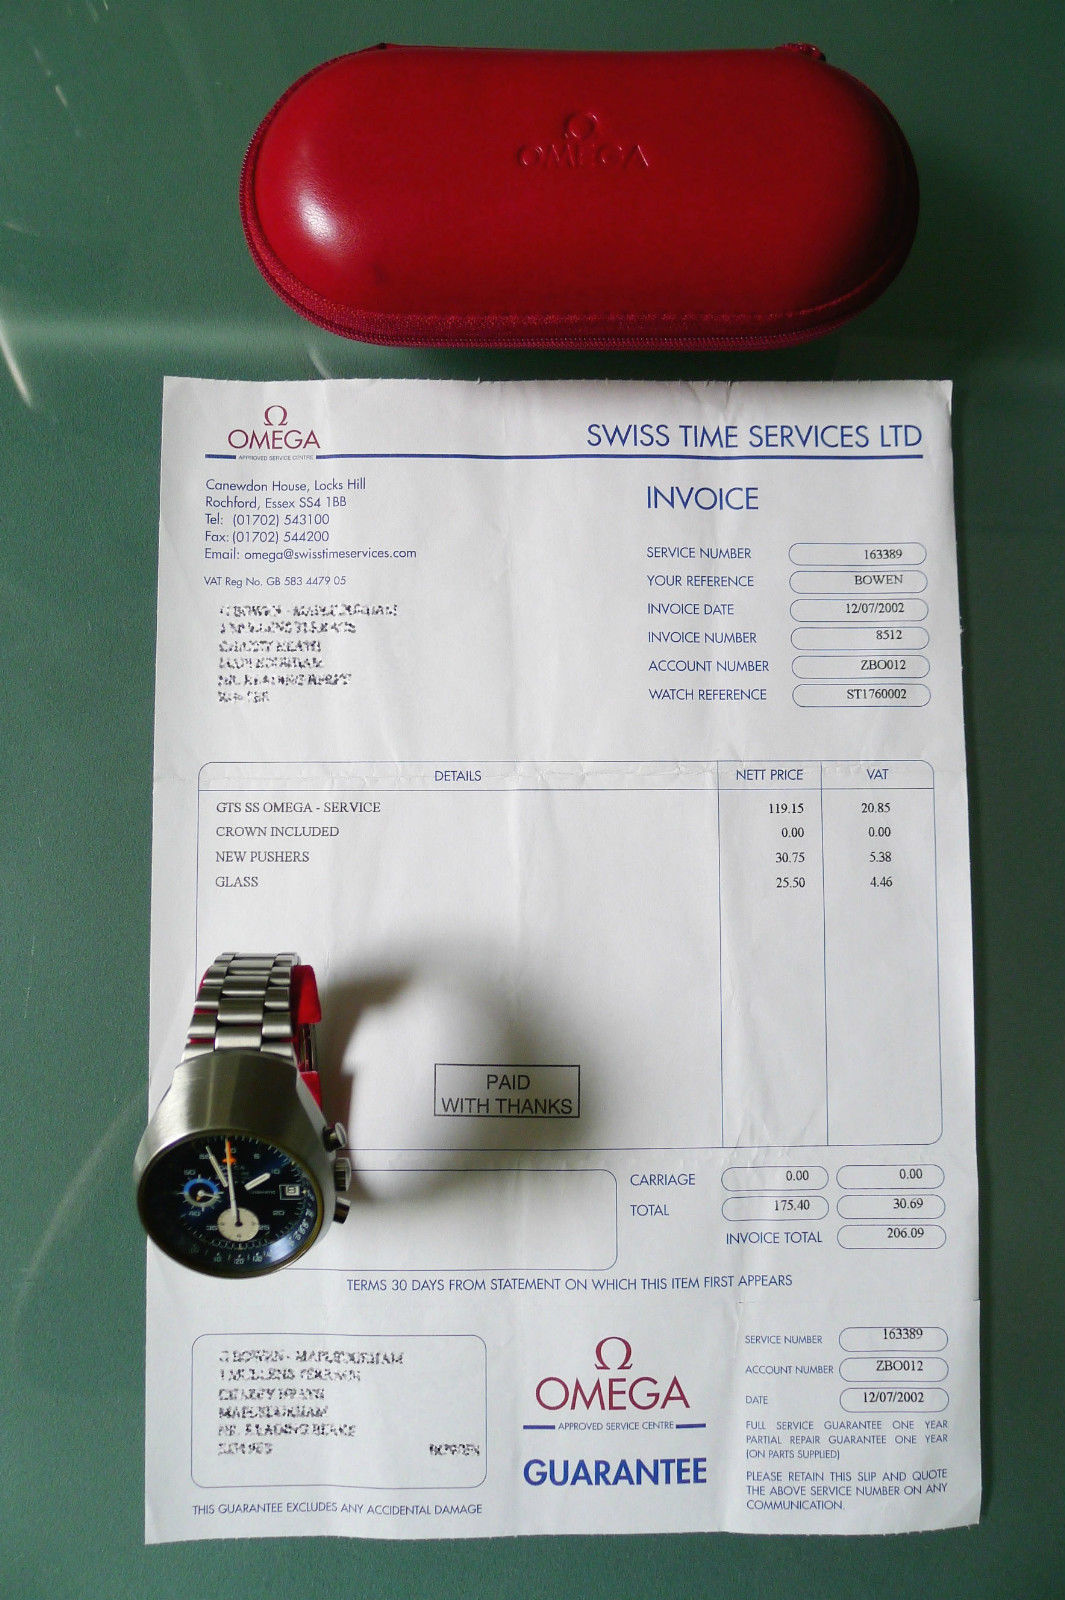 Ω
OMEGA
Ω
OMEGA
APPROVED SERVICE CENTRE
SWISS TIME SERVICES LTD
Canewdon House, Locks Hill
Rochford, Essex SS4 1BB
Tel: (01702) 543100
Fax: (01702) 544200
Email: omega@swisstimeservices.com
VAT Reg No. GB 583 4479 05
INVOICE
SERVICE NUMBER 163389
YOUR REFERENCE BOWEN
INVOICE DATE 12/07/2002
INVOICE NUMBER 8512
ACCOUNT NUMBER ZBO012
WATCH REFERENCE ST1760002
DETAILS NETT PRICE VAT
GTS SS OMEGA - SERVICE 119.15 20.85
CROWN INCLUDED 0.00 0.00
NEW PUSHERS 30.75 5.38
GLASS 25.50 4.46
PAID
WITH THANKS
CARRIAGE 0.00 0.00
TOTAL 175.40 30.69
INVOICE TOTAL 206.09
TERMS 30 DAYS FROM STATEMENT ON WHICH THIS ITEM FIRST APPEARS
Ω
OMEGA
APPROVED SERVICE CENTRE
GUARANTEE
THIS GUARANTEE EXCLUDES ANY ACCIDENTAL DAMAGE
SERVICE NUMBER 163389
ACCOUNT NUMBER ZBO012
DATE 12/07/2002
FULL SERVICE GUARANTEE ONE YEAR
PARTIAL REPAIR GUARANTEE ONE YEAR
(ON PARTS SUPPLIED)
PLEASE RETAIN THIS SLIP AND QUOTE
THE ABOVE SERVICE NUMBER ON ANY
COMMUNICATION.